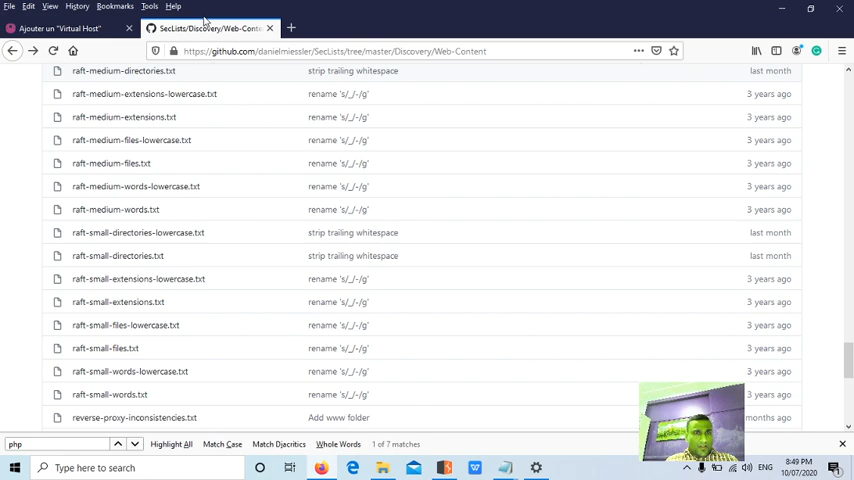 File Edit View History Bookmarks Tools Help
Ajouter un "Virtual Host"
SecLists/Discovery/Web-Conte
https://github.com/danielmiessler/SecLists/tree/master/Discovery/Web-Content
raft-medium-directories.txt strip trailing whitespace last month
raft-medium-extensions-lowercase.txt rename 's/_/-/g' 3 years ago
raft-medium-extensions.txt rename 's/_/-/g' 3 years ago
raft-medium-files-lowercase.txt rename 's/_/-/g' 3 years ago
raft-medium-files.txt rename 's/_/-/g' 3 years ago
raft-medium-words-lowercase.txt rename 's/_/-/g' 3 years ago
raft-medium-words.txt rename 's/_/-/g' 3 years ago
raft-small-directories-lowercase.txt strip trailing whitespace last month
raft-small-directories.txt strip trailing whitespace last month
raft-small-extensions-lowercase.txt rename 's/_/-/g' 3 years ago
raft-small-extensions.txt rename 's/_/-/g' 3 years ago
raft-small-files-lowercase.txt rename 's/_/-/g' 3 years ago
raft-small-files.txt rename 's/_/-/g' 3 years ago
raft-small-words-lowercase.txt rename 's/_/-/g' 3 years ago
raft-small-words.txt rename 's/_/-/g' 3 years ago
reverse-proxy-inconsistencies.txt Add www folder months ago
php Highlight All Match Case Match Diacritics Whole Words 1 of 7 matches
Type here to search ENG 8:49 PM
10/07/2020